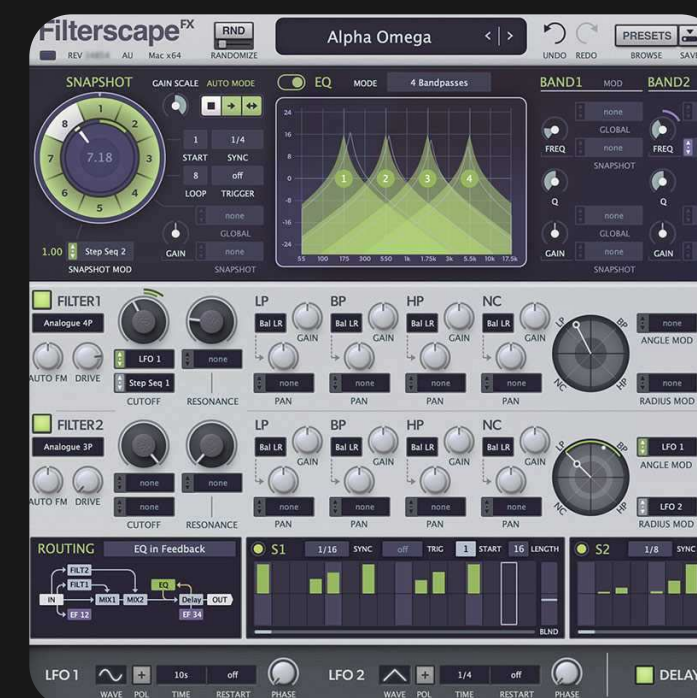 Filterscape FX
RND
Alpha Omega
< | >
PRESETS
REV AU Mac x64
RANDOMIZE
UNDO REDO
BROWSE SAV
SNAPSHOT
GAIN SCALE AUTO MODE
EQ MODE 4 Bandpasses
BAND1 MOD BAND2
1 2 3 4 5 6 7 8
7.18
1 1/4
START SYNC
8 off
LOOP TRIGGER
none
GLOBAL
GAIN none
SNAPSHOT
1.00 Step Seq 2
SNAPSHOT MOD
24
16
8
0
-8
-16
-24
1 2 3 4
55 100 175 300 550 1k 1.75k 3k 5.5k 10k 17.5k
none
GLOBAL
FREQ none FREQ
SNAPSHOT
Q Q
none
GLOBAL
GAIN none GAIN
SNAPSHOT
FILTER1
Analogue 4P
AUTO FM DRIVE
LFO 1 none
Step Seq 1
CUTOFF RESONANCE
LP BP HP NC
Bal LR Bal LR Bal LR Bal LR
GAIN GAIN GAIN GAIN
none none none none
PAN PAN PAN PAN
LP BP
NC HP
none
ANGLE MOD
none
RADIUS MOD
FILTER2
Analogue 3P
AUTO FM DRIVE
none none
none
CUTOFF RESONANCE
LP BP HP NC
Bal LR Bal LR Bal LR Bal LR
GAIN GAIN GAIN GAIN
none none none none
PAN PAN PAN PAN
LP BP
NC HP
LFO 1
ANGLE MOD
LFO 2
RADIUS MOD
ROUTING EQ in Feedback
FILT2
FILT1 EQ
IN MIX1 MIX2 Delay OUT
EF 12 EF 34
S1 1/16 SYNC off TRIG 1 START 16 LENGTH
BLND
S2 1/8 SYNC
LFO 1 + 10s off
WAVE POL TIME RESTART PHASE
LFO 2 + 1/4 off
WAVE POL TIME RESTART PHASE
DELA